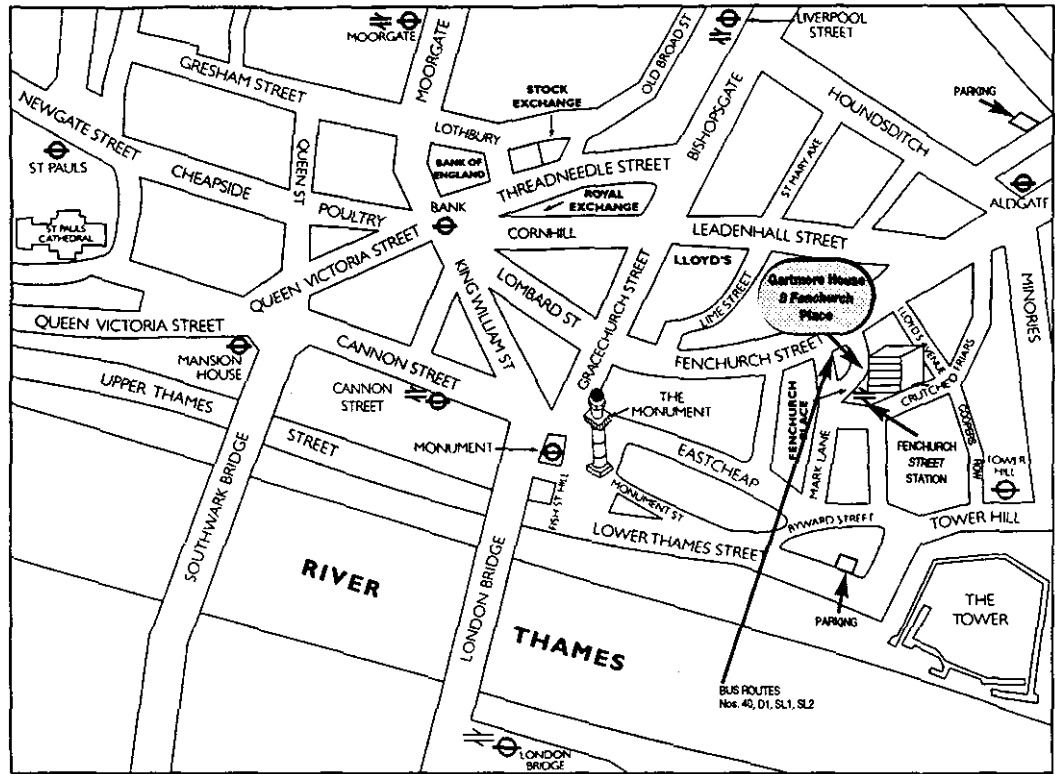 MOORGATE
LIVERPOOL
STREET
MOORGATE
OLD BROAD ST
GRESHAM STREET
STOCK
EXCHANGE
BISHOPSGATE
HOUNDSDITCH
PARKING
NEWGATE STREET
LOTHBURY
ST PAULS
QUEEN ST
BANK OF
ENGLAND
THREADNEEDLE STREET
ST MARY AXE
CHEAPSIDE
ALDGATE
POULTRY
BANK
ROYAL
EXCHANGE
ST PAULS
CATHEDRAL
CORNHILL
LEADENHALL STREET
QUEEN VICTORIA STREET
KING WILLIAM ST
LOMBARD ST
GRACECHURCH STREET
LLOYD'S
LIME STREET
Gartmore House
8 Fenchurch
Place
MINORIES
QUEEN VICTORIA STREET
MANSION
HOUSE
CANNON STREET
FENCHURCH STREET
LLOYDS AVENUE
CRUTCHED FRIARS
UPPER THAMES
STREET
CANNON
STREET
THE
MONUMENT
FENCHURCH
PLACE
COOPERS
ROW
MONUMENT
EASTCHEAP
MARK LANE
FENCHURCH
STREET
STATION
TOWER
HILL
FISH ST HILL
MONUMENT ST
LOWER THAMES STREET
BYWARD STREET
TOWER HILL
SOUTHWARK BRIDGE
RIVER
LONDON BRIDGE
THAMES
PARKING
THE
TOWER
BUS ROUTES
Nos. 40, D1, SL1, SL2
LONDON
BRIDGE